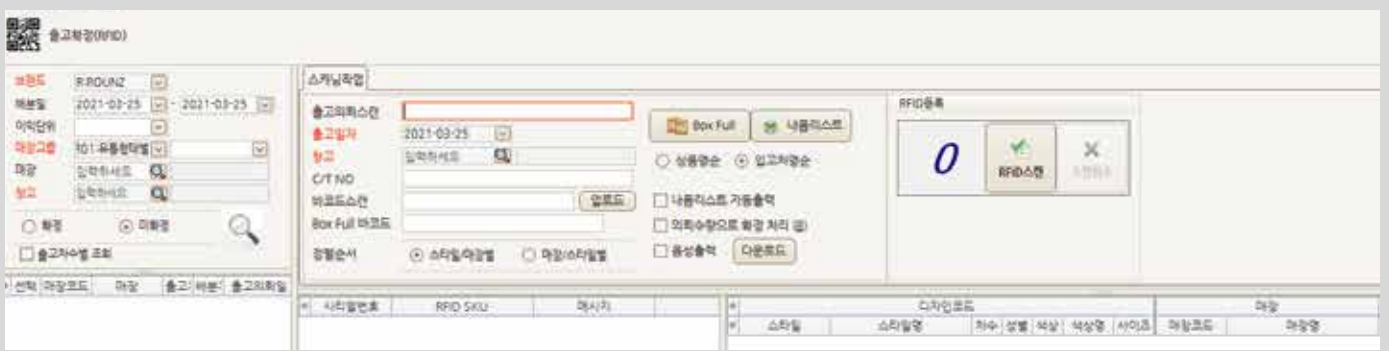 출고확정(RFID)
브랜드 R.ROUNZ
배분일 2021-03-25 - 2021-03-25
이익단위
매장그룹 101 유통형태별
매장 입력하세요
창고 입력하세요
확정 미확정
출고차수별 조회
선택 매장코드 매장 출고 배분 출고의뢰일
스캐닝작업
출고의뢰스캔
출고일자 2021-03-25
창고 입력하세요
C/T NO
바코드스캔 업로드
Box Full 바코드
정렬순서 스타일/매장별 매장/스타일별
Box Full 내품리스트
상품명순 입고처명순
내품리스트 자동출력
의뢰수량으로 확정 처리
음성출력 다운로드
RFID등록
0 RFID스캔
시리얼번호 RFID SKU 메시지
디자인코드 매장
스타일 스타일명 차수 성별 색상 색상명 사이즈 매장코드 매장명